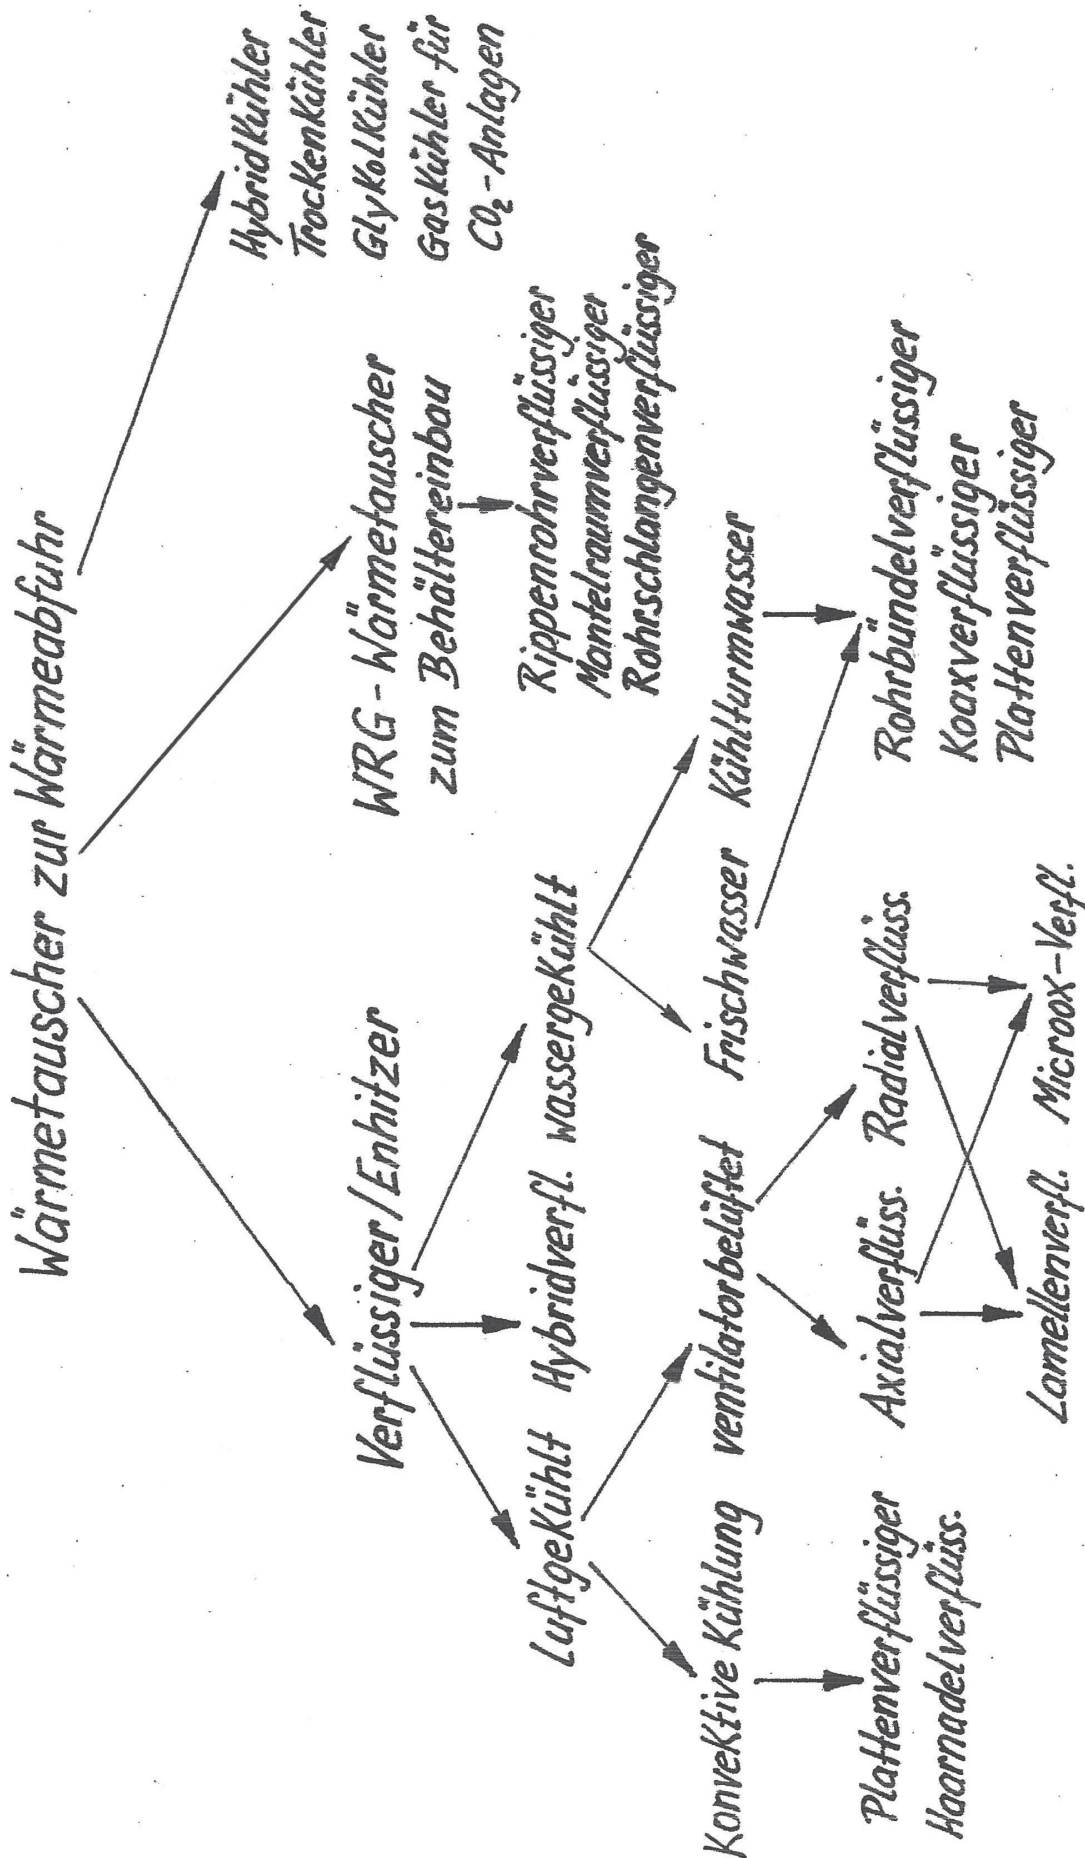 Wärmetauscher zur Wärmeabfuhr
Verflüssiger/Enhitzer
WRG-Wärmetauscher
zum Behältereinbau
Hybridkühler
Trockenkühler
Glykolkühler
Gaskühler für
CO₂-Anlagen
Luftgekühlt
Hybridverfl.
wassergekühlt
Rippenrohrverflüssiger
Mantelraumverflüssiger
Rohrschlangenverflüssiger
Konvektive Kühlung
ventilatorbelüftet
Frischwasser
Kühlturmwasser
Plattenverflüssiger
Haarnadelverflüss.
Axialverflüss.
Radialverflüss.
Rohrbündelverflüssiger
Koaxverflüssiger
Plattenverflüssiger
Lamellenverfl.
Microox-Verfl.